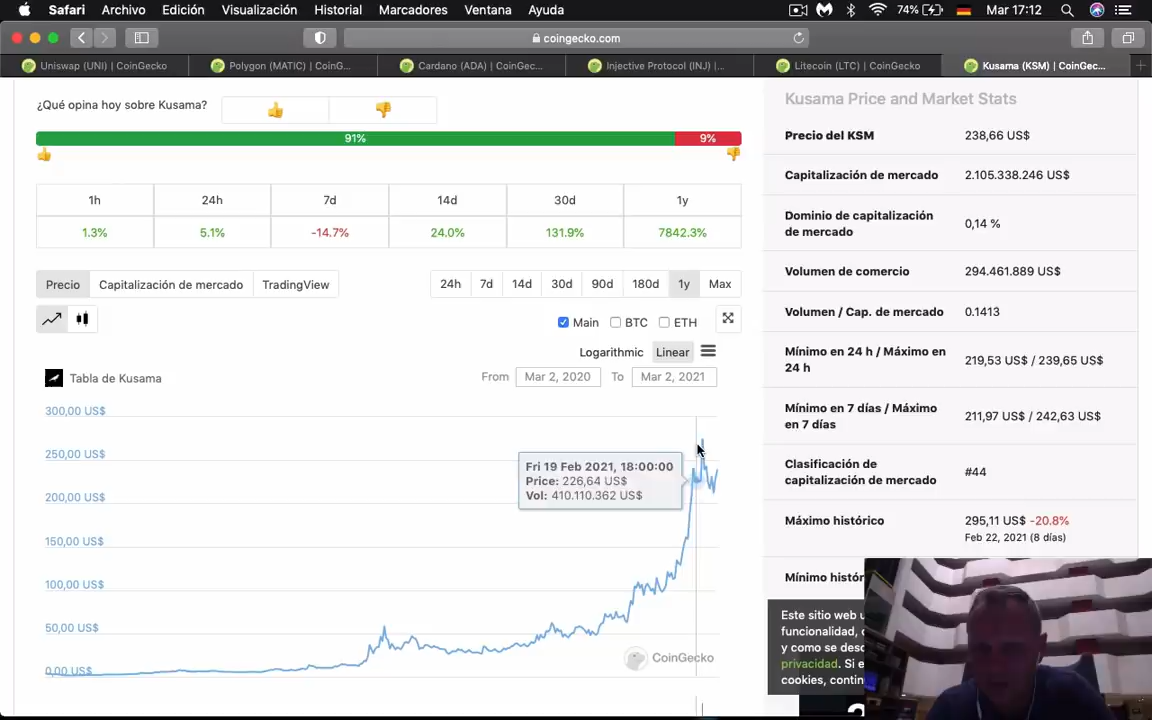 Safari Archivo Edición Visualización Historial Marcadores Ventana Ayuda 74% Mar 17:12
coingecko.com
Uniswap (UNI) | CoinGecko Polygon (MATIC) | CoinG... Cardano (ADA) | CoinGec... Injective Protocol (INJ) |... Litecoin (LTC) | CoinGecko Kusama (KSM) | CoinGec...
¿Qué opina hoy sobre Kusama?
91% 9%
1h 24h 7d 14d 30d 1y
1.3% 5.1% -14.7% 24.0% 131.9% 7842.3%
Precio Capitalización de mercado TradingView 24h 7d 14d 30d 90d 180d 1y Max
Main BTC ETH
Logarithmic Linear
Tabla de Kusama From Mar 2, 2020 To Mar 2, 2021
300,00 US$
250,00 US$
200,00 US$
150,00 US$
100,00 US$
50,00 US$
0,00 US$
Fri 19 Feb 2021, 18:00:00
Price: 226,64 US$
Vol: 410.110.362 US$
CoinGecko
Kusama Price and Market Stats
Precio del KSM 238,66 US$
Capitalización de mercado 2.105.338.246 US$
Dominio de capitalización
de mercado 0,14 %
Volumen de comercio 294.461.889 US$
Volumen / Cap. de mercado 0.1413
Mínimo en 24 h / Máximo en
24 h 219,53 US$ / 239,65 US$
Mínimo en 7 días / Máximo
en 7 días 211,97 US$ / 242,63 US$
Clasificación de
capitalización de mercado #44
Máximo histórico 295,11 US$ -20.8%
Feb 22, 2021 (8 días)
Mínimo histór
Este sitio web u
funcionalidad,
y como se desc
privacidad. Si e
cookies, contin